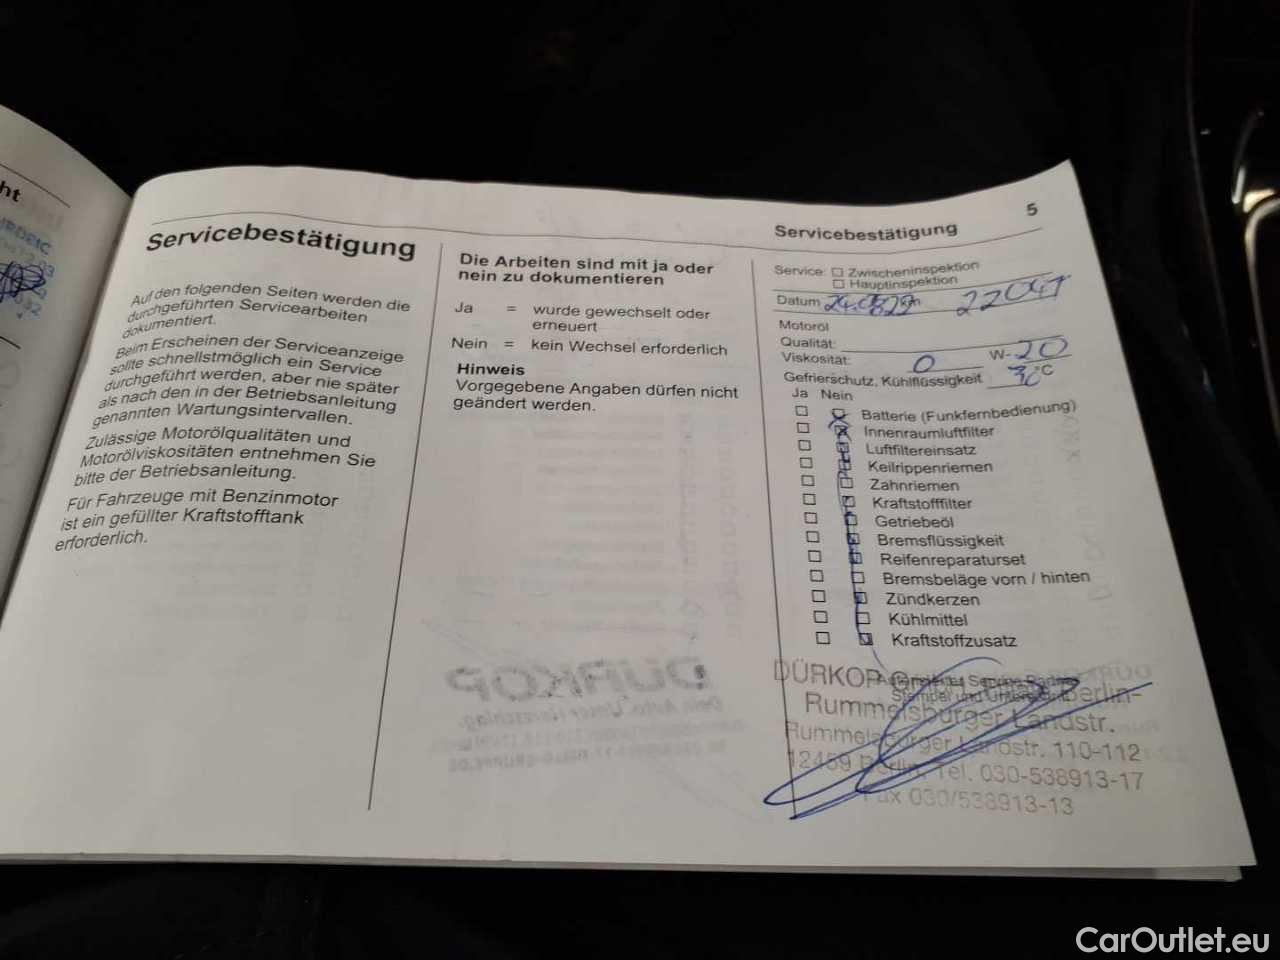 ht
Servicebestätigung
Auf den folgenden Seiten werden die
durchgeführten Servicearbeiten
dokumentiert.
Beim Erscheinen der Serviceanzeige
sollte schnellstmöglich ein Service
durchgeführt werden, aber nie später
als nach den in der Betriebsanleitung
genannten Wartungsintervallen.
Zulässige Motorölqualitäten und
Motorölviskositäten entnehmen Sie
bitte der Betriebsanleitung.
Für Fahrzeuge mit Benzinmotor
ist ein gefüllter Kraftstofftank
erforderlich.
Die Arbeiten sind mit ja oder
nein zu dokumentieren
Ja = wurde gewechselt oder
erneuert
Nein = kein Wechsel erforderlich
Hinweis
Vorgegebene Angaben dürfen nicht
geändert werden.
5
Servicebestätigung
Service: Zwischeninspektion
Hauptinspektion
Datum
Motoröl
Qualität:
Viskosität: 0 W- 20
Gefrierschutz, Kühlflüssigkeit °C
Ja Nein
Batterie (Funkfernbedienung)
Innenraumluftfilter
Luftfiltereinsatz
Keilrippenriemen
Zahnriemen
Kraftstofffilter
Getriebeöl
Bremsflüssigkeit
Reifenreparaturset
Bremsbeläge vorn / hinten
Zündkerzen
Kühlmittel
Kraftstoffzusatz
DÜRKOP Berlin-
Rummelsburger Landstr.
Rummelsburger Landstr. 110-112
12459 Berlin, Tel. 030-538913-17
Fax 030/538913-13
CarOutlet.eu